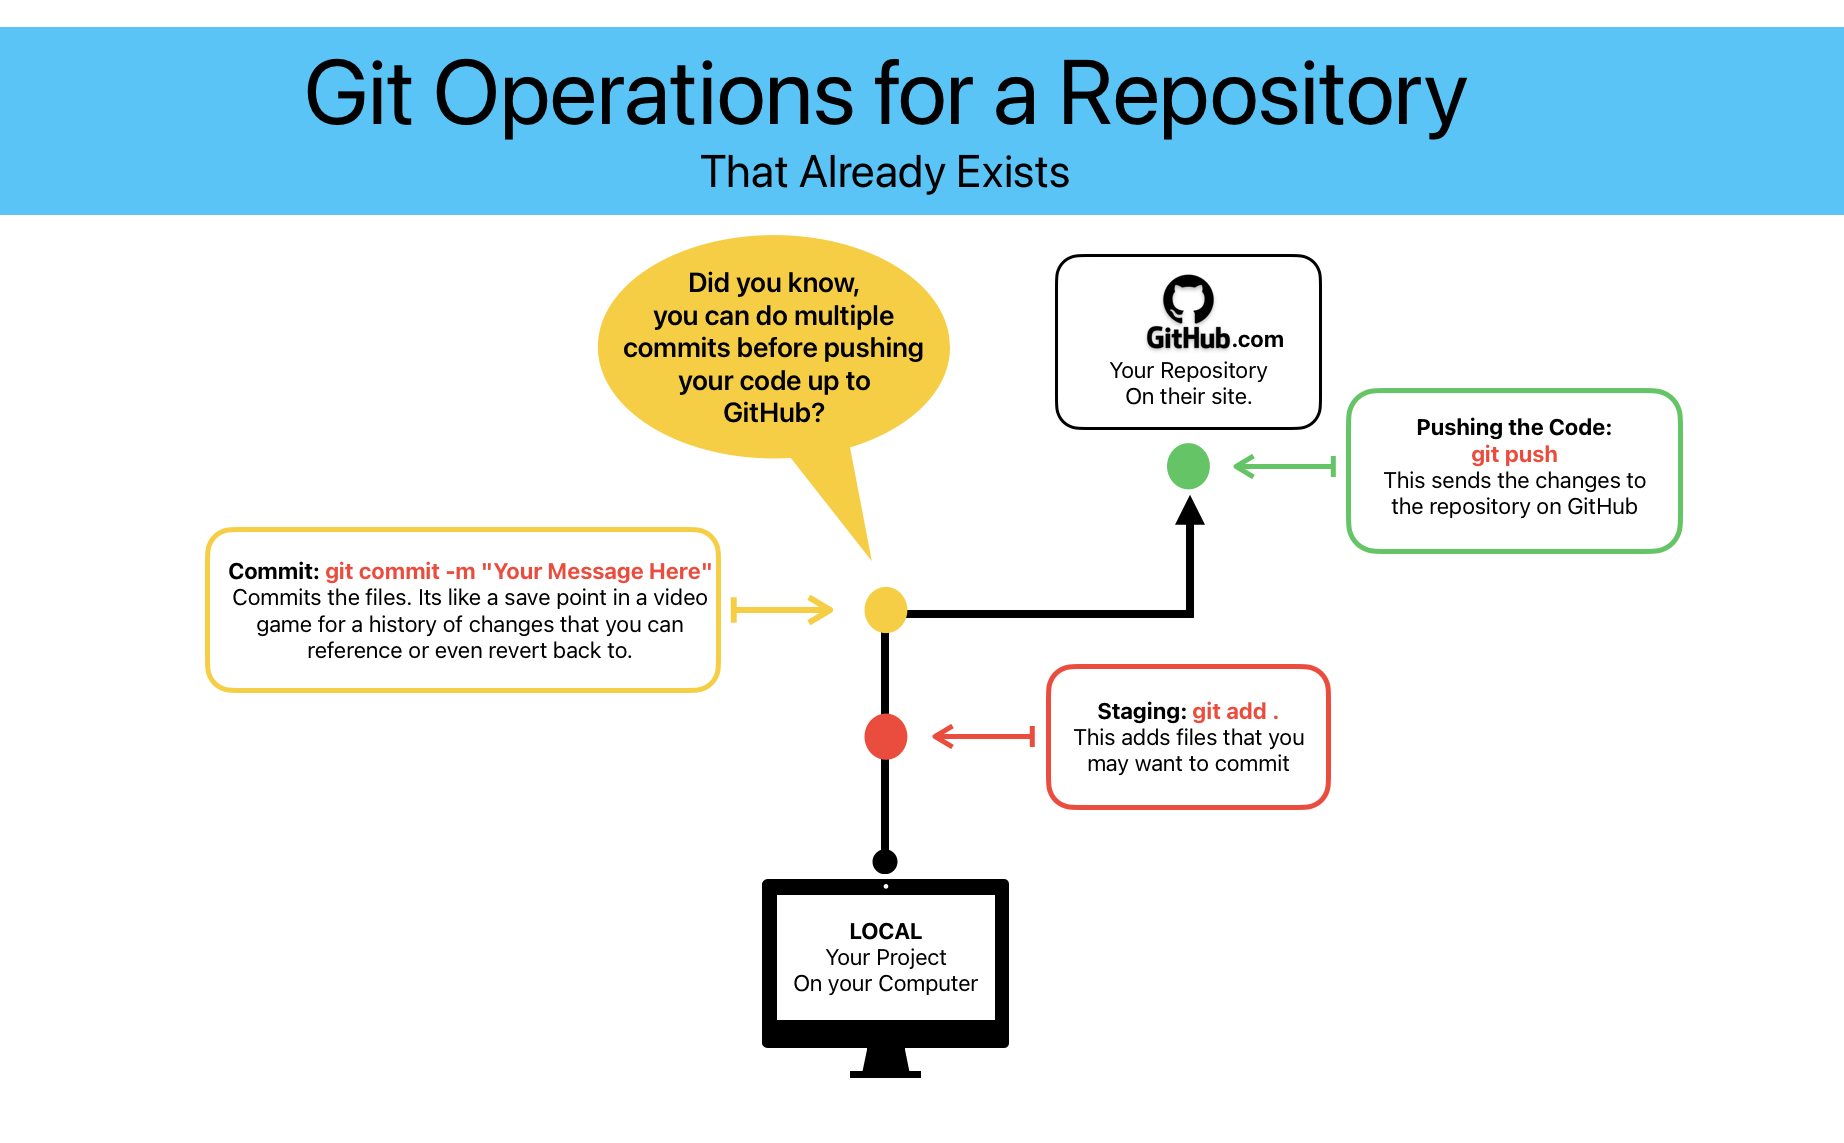 Git Operations for a Repository
That Already Exists
Did you know,
you can do multiple
commits before pushing
your code up to
GitHub?
GitHub.com
Your Repository
On their site.
Pushing the Code:
git push
This sends the changes to
the repository on GitHub
Commit: git commit -m "Your Message Here"
Commits the files. Its like a save point in a video
game for a history of changes that you can
reference or even revert back to.
Staging: git add .
This adds files that you
may want to commit
LOCAL
Your Project
On your Computer